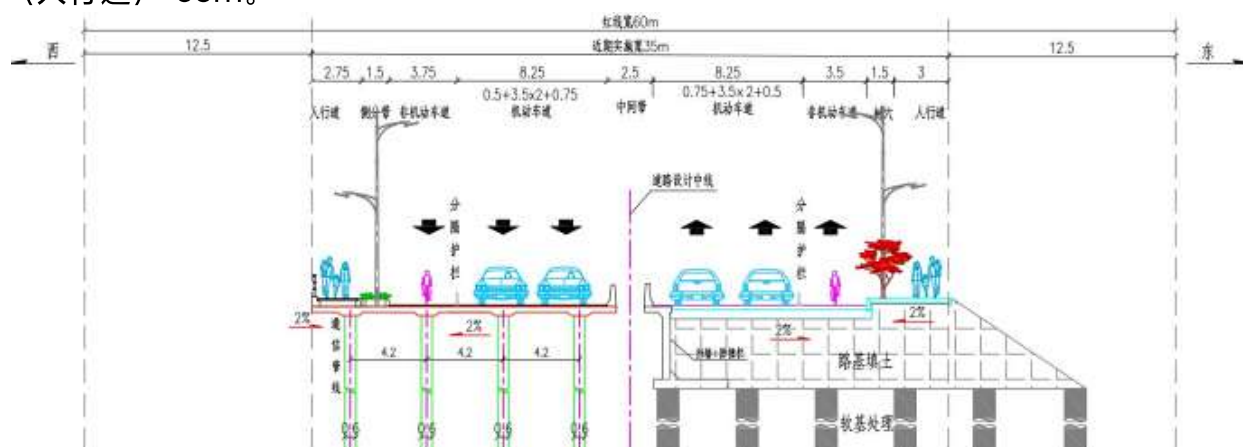 红线宽60m
西 12.5 近期实施宽35m 12.5 东
2.75 1.5 3.75 8.25 2.5 8.25 3.5 1.5 3
0.5+3.5x2+0.75 0.75+3.5x2+0.5
人行道 侧分带 非机动车道 机动车道 中间带 机动车道 非机动车道 树穴 人行道
道路设计中线
分隔护栏
分隔护栏
2%
通信管线
2%
2%
2%
4.2 4.2 4.2
路基填土
软基处理